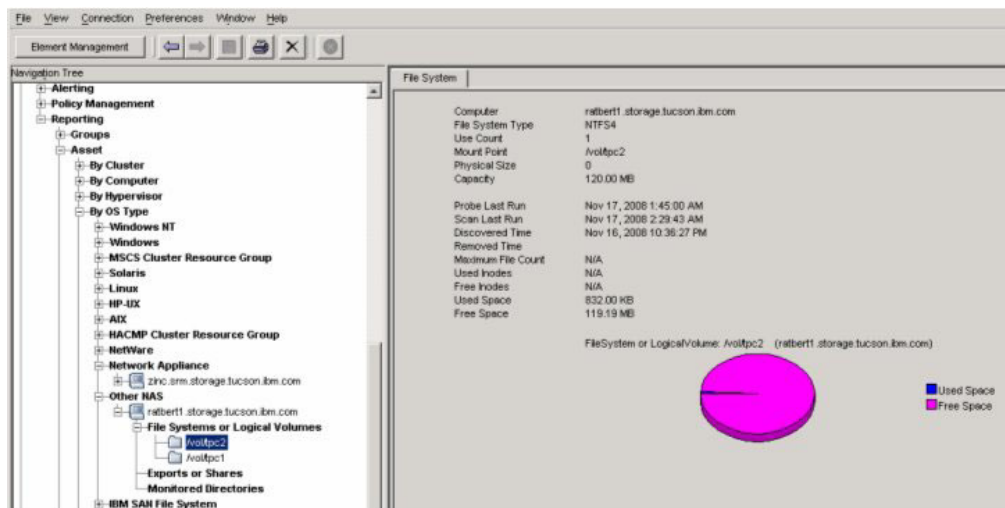 File View Connection Preferences Window Help
Element Management
Navigation Tree
Alerting
Policy Management
Reporting
Groups
Asset
By Cluster
By Computer
By Hypervisor
By OS Type
Windows NT
Windows
MSCS Cluster Resource Group
Solaris
Linux
HP-UX
AIX
HACMP Cluster Resource Group
NetWare
Network Appliance
zinc.srm.storage.tucson.ibm.com
Other NAS
ratbert1.storage.tucson.ibm.com
File Systems or Logical Volumes
/vol/tpc2
/vol/tpc1
Exports or Shares
Monitored Directories
IBM SAN File System
File System
Computer ratbert1.storage.tucson.ibm.com
File System Type NTFS4
Use Count 1
Mount Point /vol/tpc2
Physical Size 0
Capacity 120.00 MB
Probe Last Run Nov 17, 2008 1:45:00 AM
Scan Last Run Nov 17, 2008 2:29:43 AM
Discovered Time Nov 16, 2008 10:36:27 PM
Removed Time
Maximum File Count N/A
Used Inodes N/A
Free Inodes N/A
Used Space 832.00 KB
Free Space 119.19 MB
FileSystem or LogicalVolume: /vol/tpc2 (ratbert1.storage.tucson.ibm.com)
Used Space
Free Space